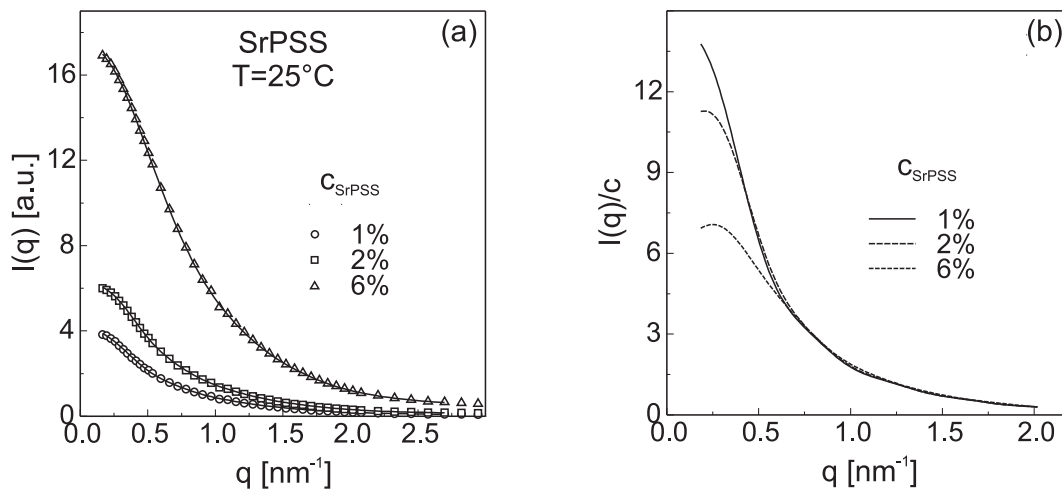 (a)
SrPSS
T=25°C
16
12
8
4
0
I(q) [a.u.]
c_SrPSS
1%
2%
6%
0.0 0.5 1.0 1.5 2.0 2.5
q [nm⁻¹]
(b)
12
9
6
3
0
I(q)/c
c_SrPSS
1%
2%
6%
0.0 0.5 1.0 1.5 2.0
q [nm⁻¹]